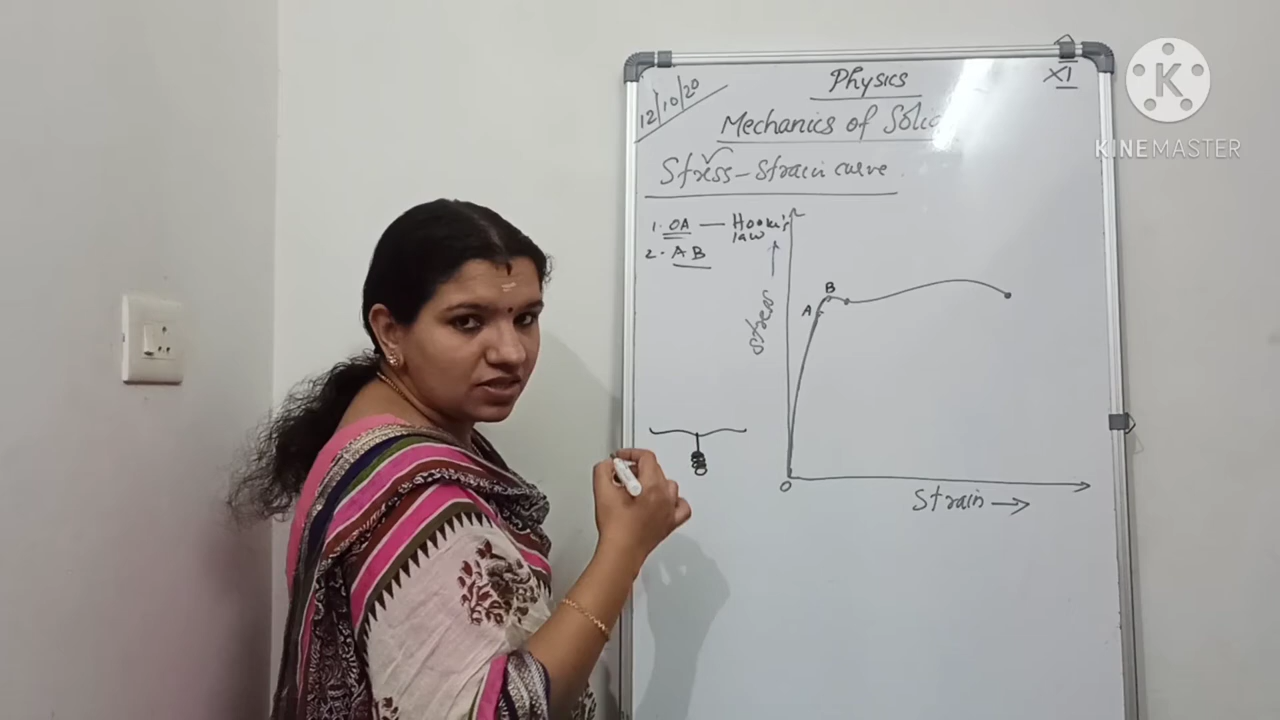 12/10/20
Physics
XI
Mechanics of Solid
Stress - Strain curve
1. OA — Hooke's
law
2. AB
Stress
B
A
O
Strain
K
KINEMASTER